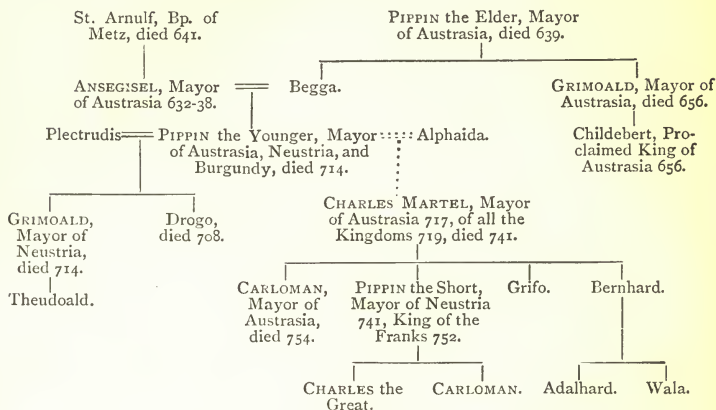 St. Arnulf, Bp. of
Metz, died 641.
PIPPIN the Elder, Mayor
of Austrasia, died 639.
ANSEGISEL, Mayor
of Austrasia 632-38.
Begga.
GRIMOALD, Mayor of
Austrasia, died 656.
Plectrudis
PIPPIN the Younger, Mayor
of Austrasia, Neustria, and
Burgundy, died 714.
Alphaida.
Childebert, Pro-
claimed King of
Austrasia 656.
GRIMOALD,
Mayor of
Neustria,
died 714.
Drogo,
died 708.
CHARLES MARTEL, Mayor
of Austrasia 717, of all the
Kingdoms 719, died 741.
Theudoald.
CARLOMAN,
Mayor of
Austrasia,
died 754.
PIPPIN the Short,
Mayor of Neustria
741, King of the
Franks 752.
Grifo.
Bernhard.
CHARLES the
Great.
CARLOMAN.
Adalhard.
Wala.